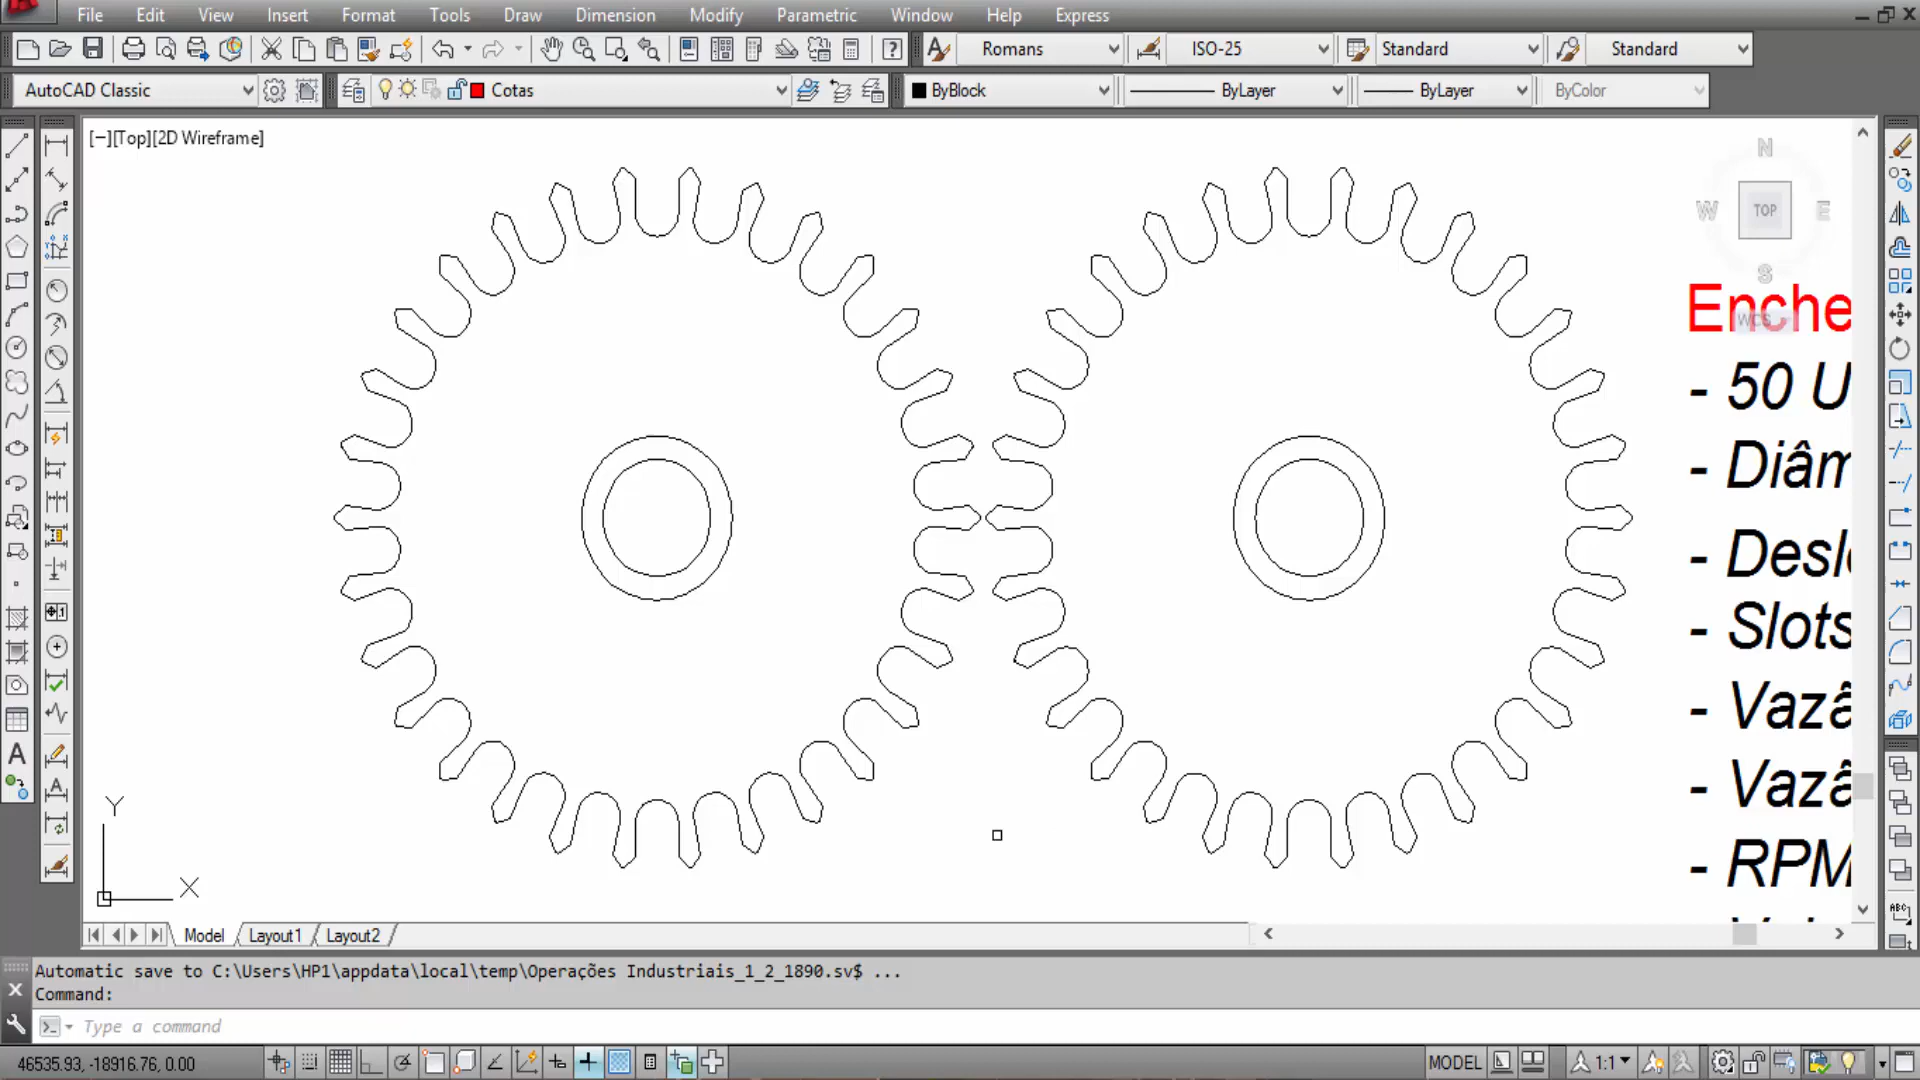 File Edit View Insert Format Tools Draw Dimension Modify Parametric Window Help Express
Romans ISO-25 Standard Standard
AutoCAD Classic Cotas ByBlock ByLayer ByLayer ByColor
[−][Top][2D Wireframe]
N
W TOP E
S
WCS
Enche
- 50 U
- Diâm
- Deslo
- Slots
- Vazã
- Vazã
- RPM
Y
X
Model Layout1 Layout2
Automatic save to C:\Users\HP1\appdata\local\temp\Operações Industriais_1_2_1890.sv$ ...
Command:
Type a command
46535.93, -18916.76, 0.00 MODEL 1:1